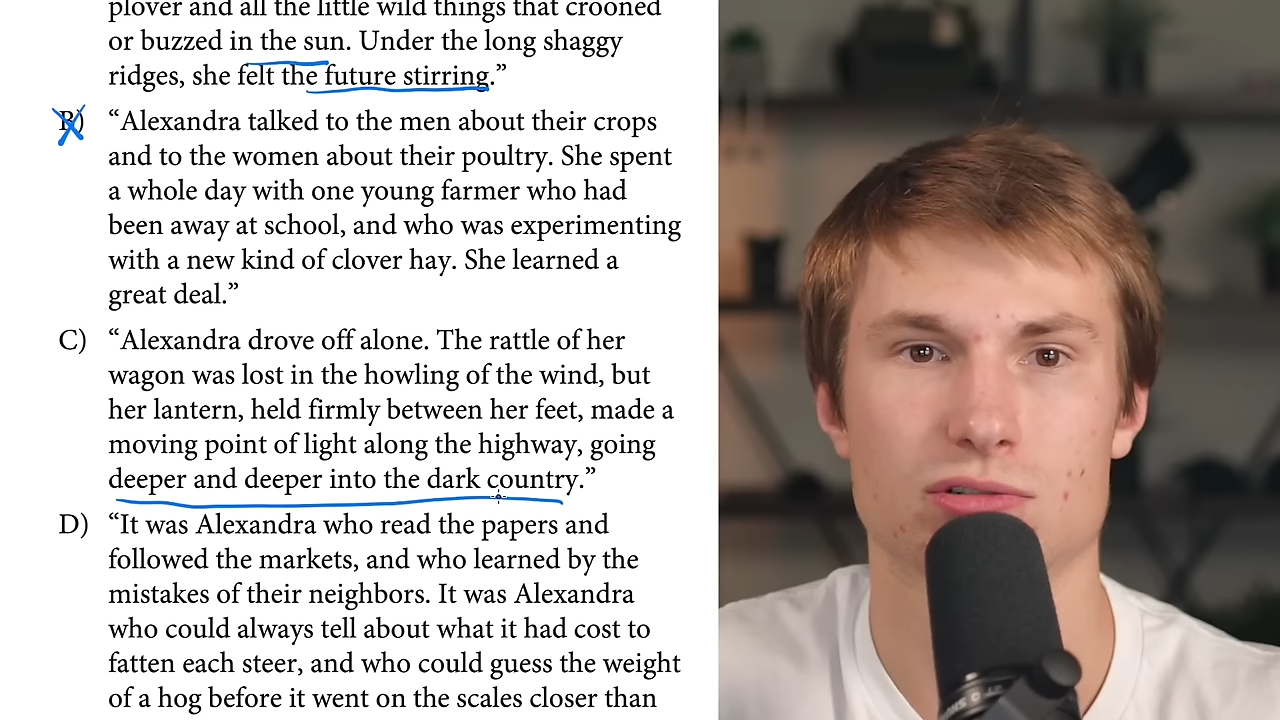 plover and all the little wild things that crooned
or buzzed in the sun. Under the long shaggy
ridges, she felt the future stirring.”
B) “Alexandra talked to the men about their crops
and to the women about their poultry. She spent
a whole day with one young farmer who had
been away at school, and who was experimenting
with a new kind of clover hay. She learned a
great deal.”
C) “Alexandra drove off alone. The rattle of her
wagon was lost in the howling of the wind, but
her lantern, held firmly between her feet, made a
moving point of light along the highway, going
deeper and deeper into the dark country.”
D) “It was Alexandra who read the papers and
followed the markets, and who learned by the
mistakes of their neighbors. It was Alexandra
who could always tell about what it had cost to
fatten each steer, and who could guess the weight
of a hog before it went on the scales closer than